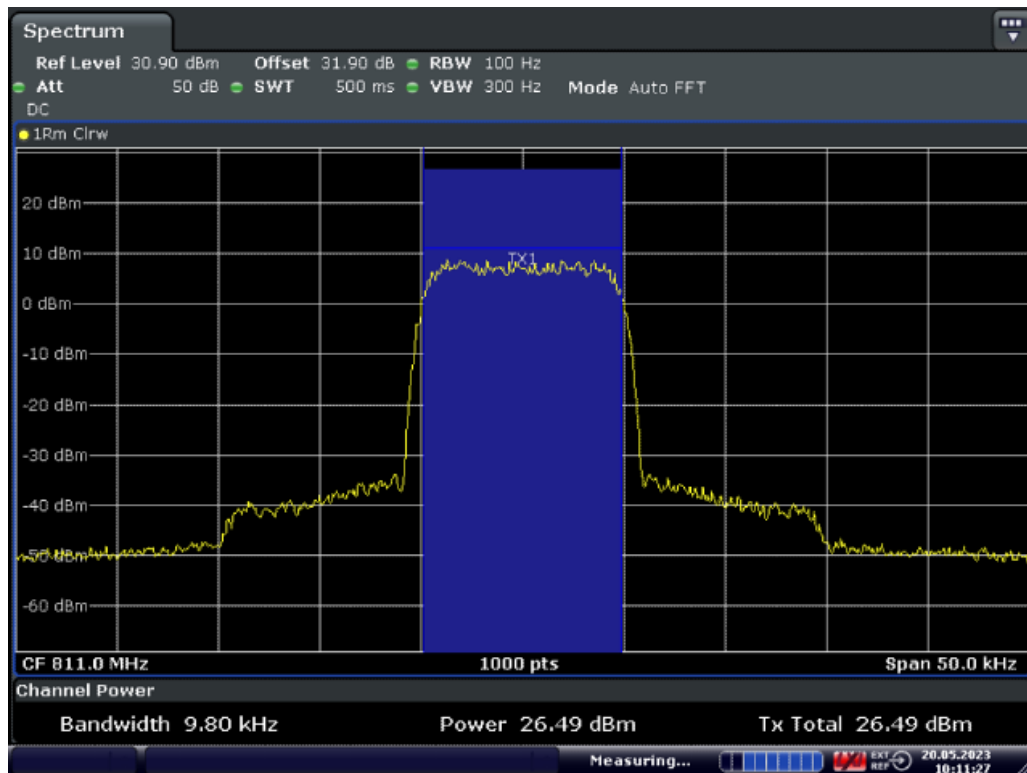 Spectrum
Ref Level 30.90 dBm Offset 31.90 dB RBW 100 Hz
Att 50 dB SWT 500 ms VBW 300 Hz Mode Auto FFT
DC
1Rm Clrw
20 dBm
10 dBm
TX1
0 dBm
-10 dBm
-20 dBm
-30 dBm
-40 dBm
-50 dBm
-60 dBm
CF 811.0 MHz 1000 pts Span 50.0 kHz
Channel Power
Bandwidth 9.80 kHz Power 26.49 dBm Tx Total 26.49 dBm
Measuring... EXT REF 20.05.2023
10:11:27